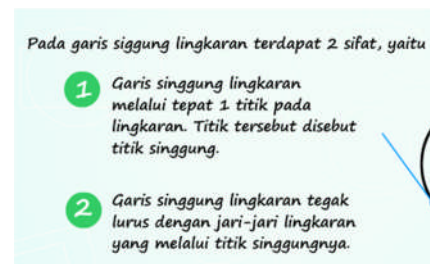 Pada garis siggung lingkaran terdapat 2 sifat, yaitu
1 Garis singgung lingkaran
melalui tepat 1 titik pada
lingkaran. Titik tersebut disebut
titik singgung.
2 Garis singgung lingkaran tegak
lurus dengan jari-jari lingkaran
yang melalui titik singgungnya.